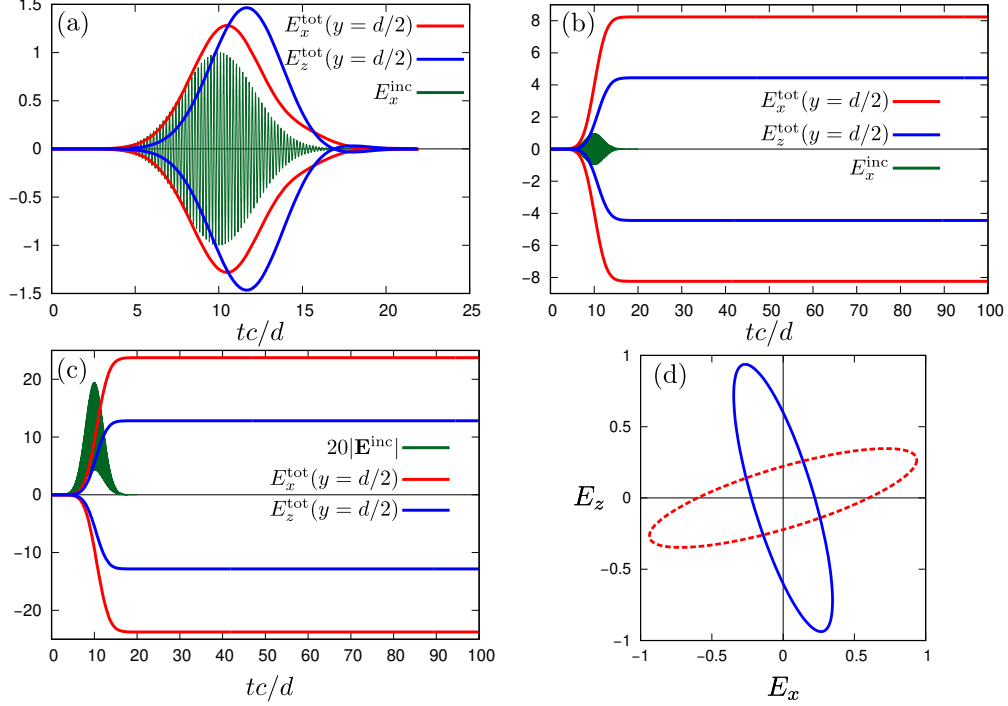 (a)
E_x^tot(y = d/2)
E_z^tot(y = d/2)
E_x^inc
1.5
1
0.5
0
−0.5
−1
−1.5
0 5 10 15 20 25
tc/d
(b)
E_x^tot(y = d/2)
E_z^tot(y = d/2)
E_x^inc
8
6
4
2
0
−2
−4
−6
−8
0 10 20 30 40 50 60 70 80 90 100
tc/d
(c)
20|E^inc|
E_x^tot(y = d/2)
E_z^tot(y = d/2)
20
10
0
−10
−20
0 10 20 30 40 50 60 70 80 90 100
tc/d
(d)
1
0.5
0
−0.5
−1
E_z
−1 −0.5 0 0.5 1
E_x